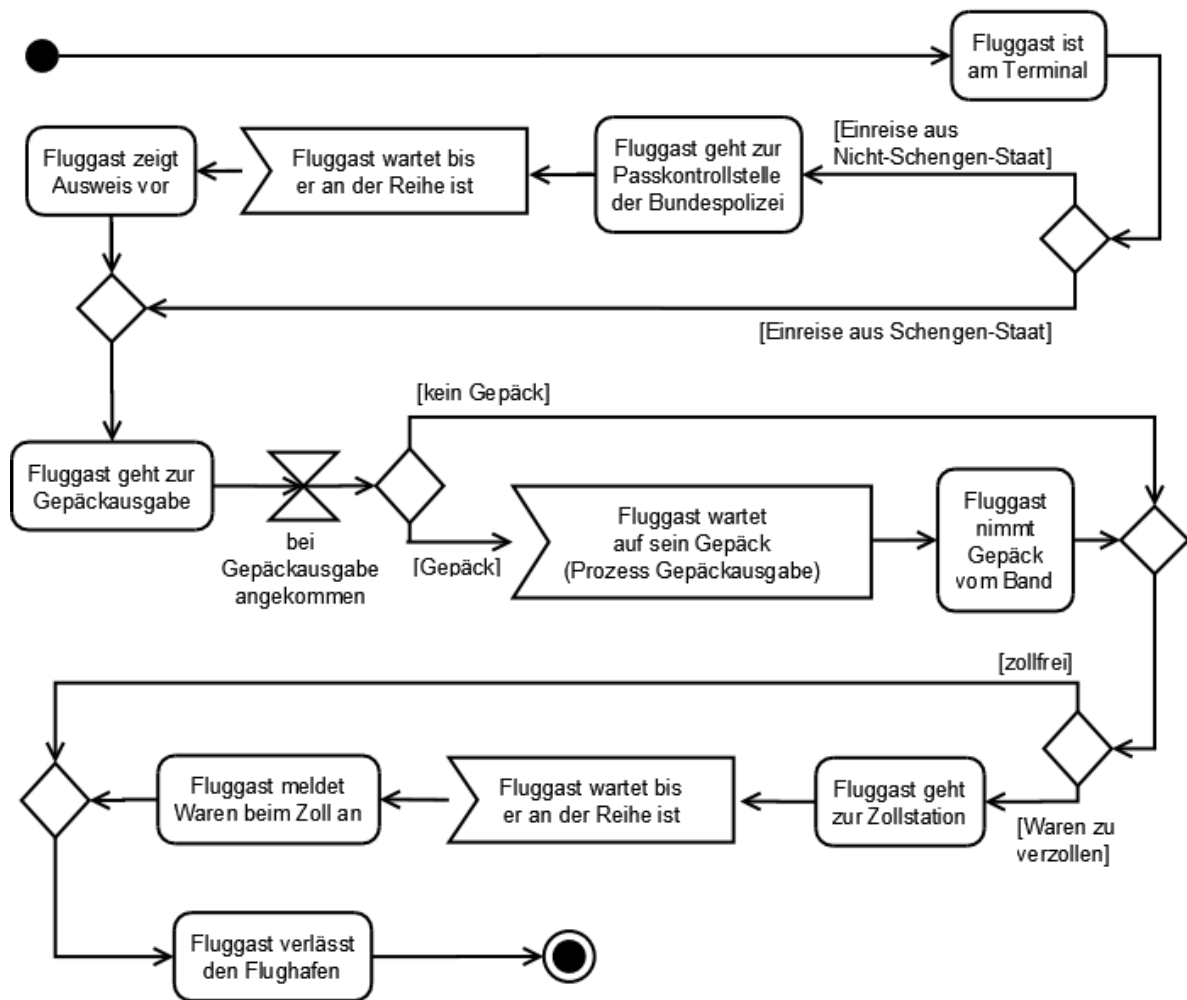 Fluggast ist
am Terminal
[Einreise aus
Nicht-Schengen-Staat]
Fluggast geht zur
Passkontrollstelle
der Bundespolizei
Fluggast wartet bis
er an der Reihe ist
Fluggast zeigt
Ausweis vor
[Einreise aus Schengen-Staat]
Fluggast geht zur
Gepäckausgabe
bei
Gepäckausgabe
angekommen
[kein Gepäck]
[Gepäck]
Fluggast wartet
auf sein Gepäck
(Prozess Gepäckausgabe)
Fluggast
nimmt
Gepäck
vom Band
[zollfrei]
[Waren zu
verzollen]
Fluggast geht
zur Zollstation
Fluggast wartet bis
er an der Reihe ist
Fluggast meldet
Waren beim Zoll an
Fluggast verlässt
den Flughafen